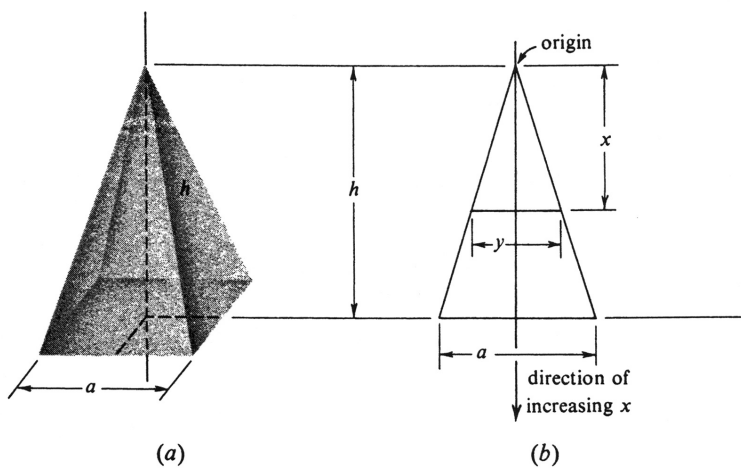 origin
h
h
x
y
a
a
direction of
increasing x
(a)
(b)